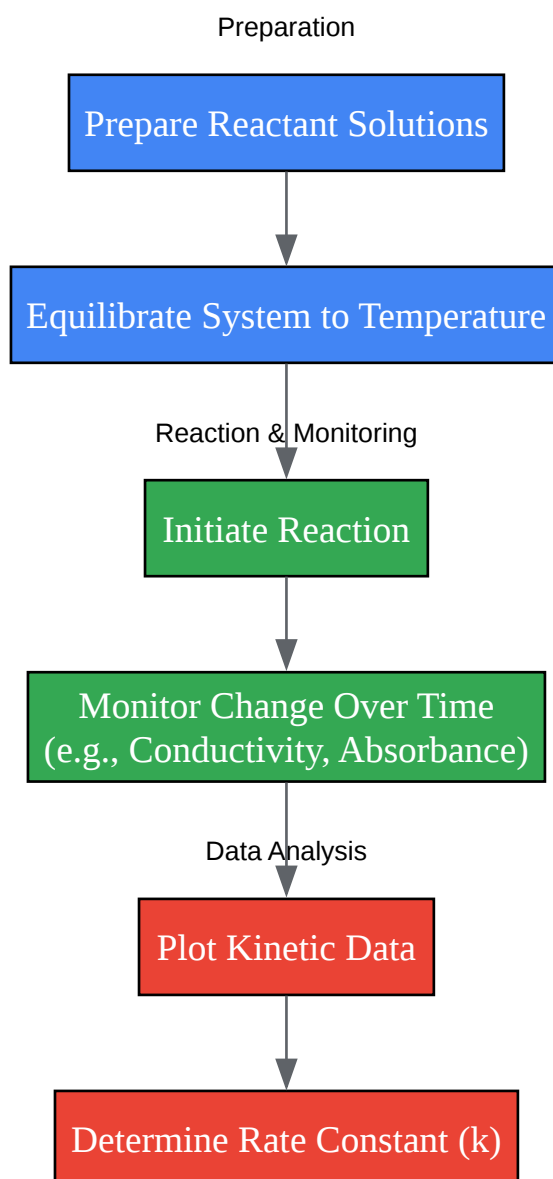 Preparation
Prepare Reactant Solutions
Equilibrate System to Temperature
Reaction & Monitoring
Initiate Reaction
Monitor Change Over Time
(e.g., Conductivity, Absorbance)
Data Analysis
Plot Kinetic Data
Determine Rate Constant (k)